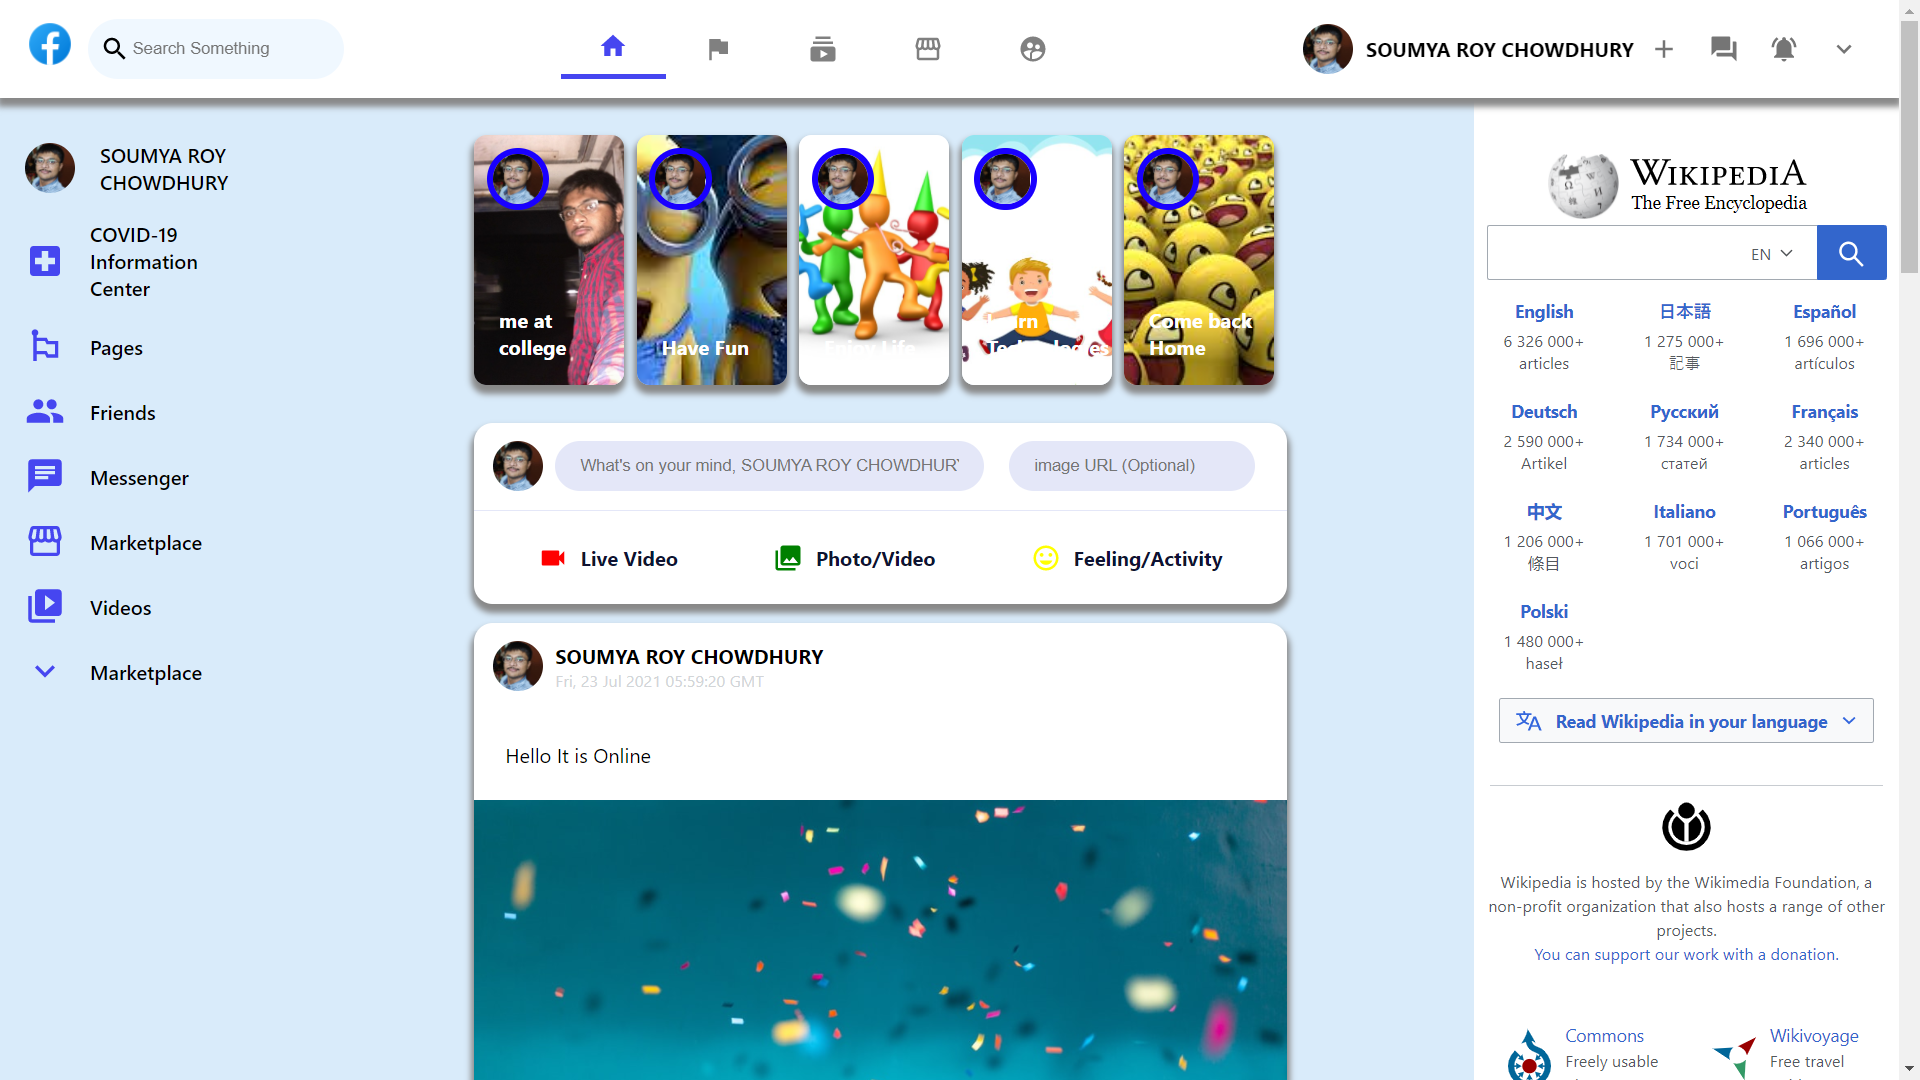 Search Something
SOUMYA ROY CHOWDHURY
SOUMYA ROY
CHOWDHURY
COVID-19
Information
Center
Pages
Friends
Messenger
Marketplace
Videos
Marketplace
me at
college
Have Fun
Enjoy Life
Technologies
Come back
Home
What's on your mind, SOUMYA ROY CHOWDHUR
image URL (Optional)
Live Video
Photo/Video
Feeling/Activity
SOUMYA ROY CHOWDHURY
Fri, 23 Jul 2021 05:59:20 GMT
Hello It is Online
WIKIPEDIA
The Free Encyclopedia
EN
English
6 326 000+
articles
日本語
1 275 000+
記事
Español
1 696 000+
artículos
Deutsch
2 590 000+
Artikel
Русский
1 734 000+
статей
Français
2 340 000+
articles
中文
1 206 000+
條目
Italiano
1 701 000+
voci
Português
1 066 000+
artigos
Polski
1 480 000+
haseł
Read Wikipedia in your language
Wikipedia is hosted by the Wikimedia Foundation, a
non-profit organization that also hosts a range of other
projects.
You can support our work with a donation.
Commons
Freely usable
Wikivoyage
Free travel